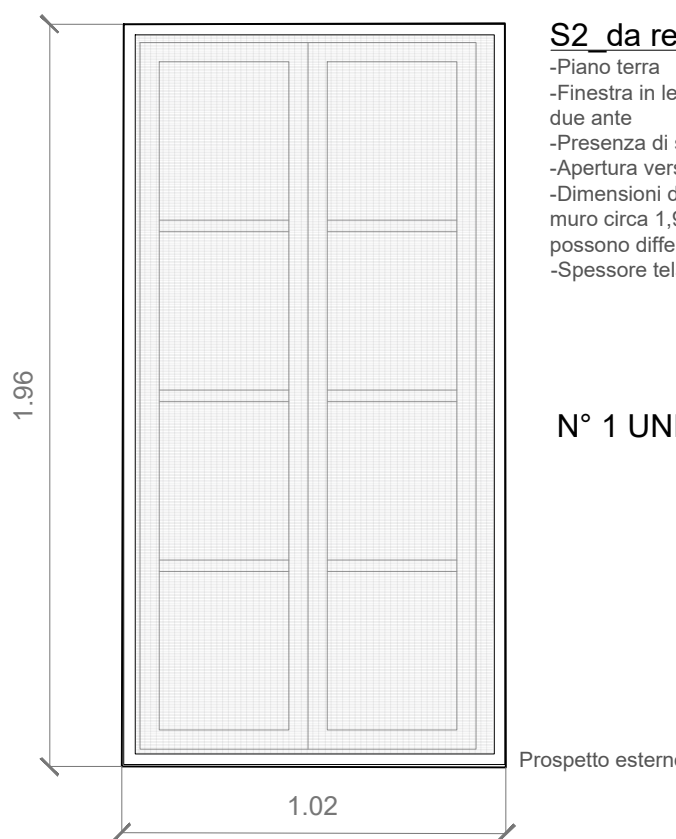 S2_da re
-Piano terra
-Finestra in le
due ante
-Presenza di s
-Apertura vers
-Dimensioni d
muro circa 1,9
possono diffe
-Spessore tel
1.96
N° 1 UNI
Prospetto esterno
1.02